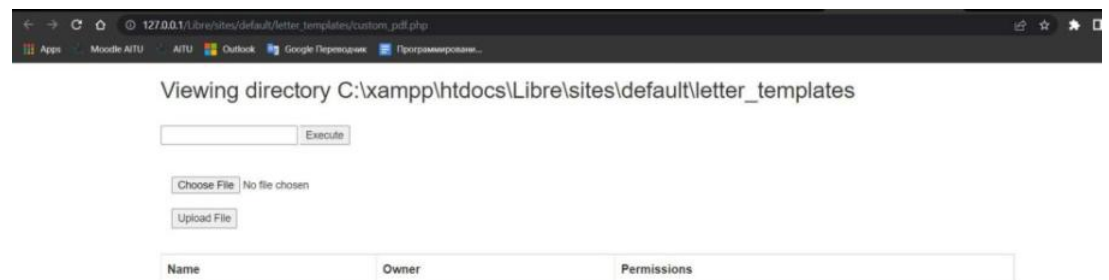 127.0.0.1/Libre/sites/default/letter_templates/custom_pdf.php
Apps Moodle AITU AITU Outlook Google Переводчик Программировани...
Viewing directory C:\xampp\htdocs\Libre\sites\default\letter_templates
Execute
Choose File No file chosen
Upload File
Name Owner Permissions